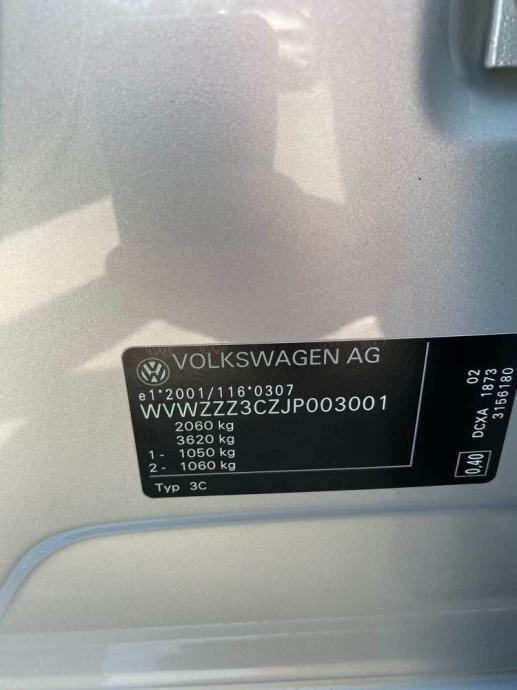 VOLKSWAGEN AG
e1*2001/116*0307
WVWZZZ3CZJP003001
2060 kg
3620 kg
1 - 1050 kg
2 - 1060 kg
Typ 3C
02
DCXA 1873
3156180
0,40